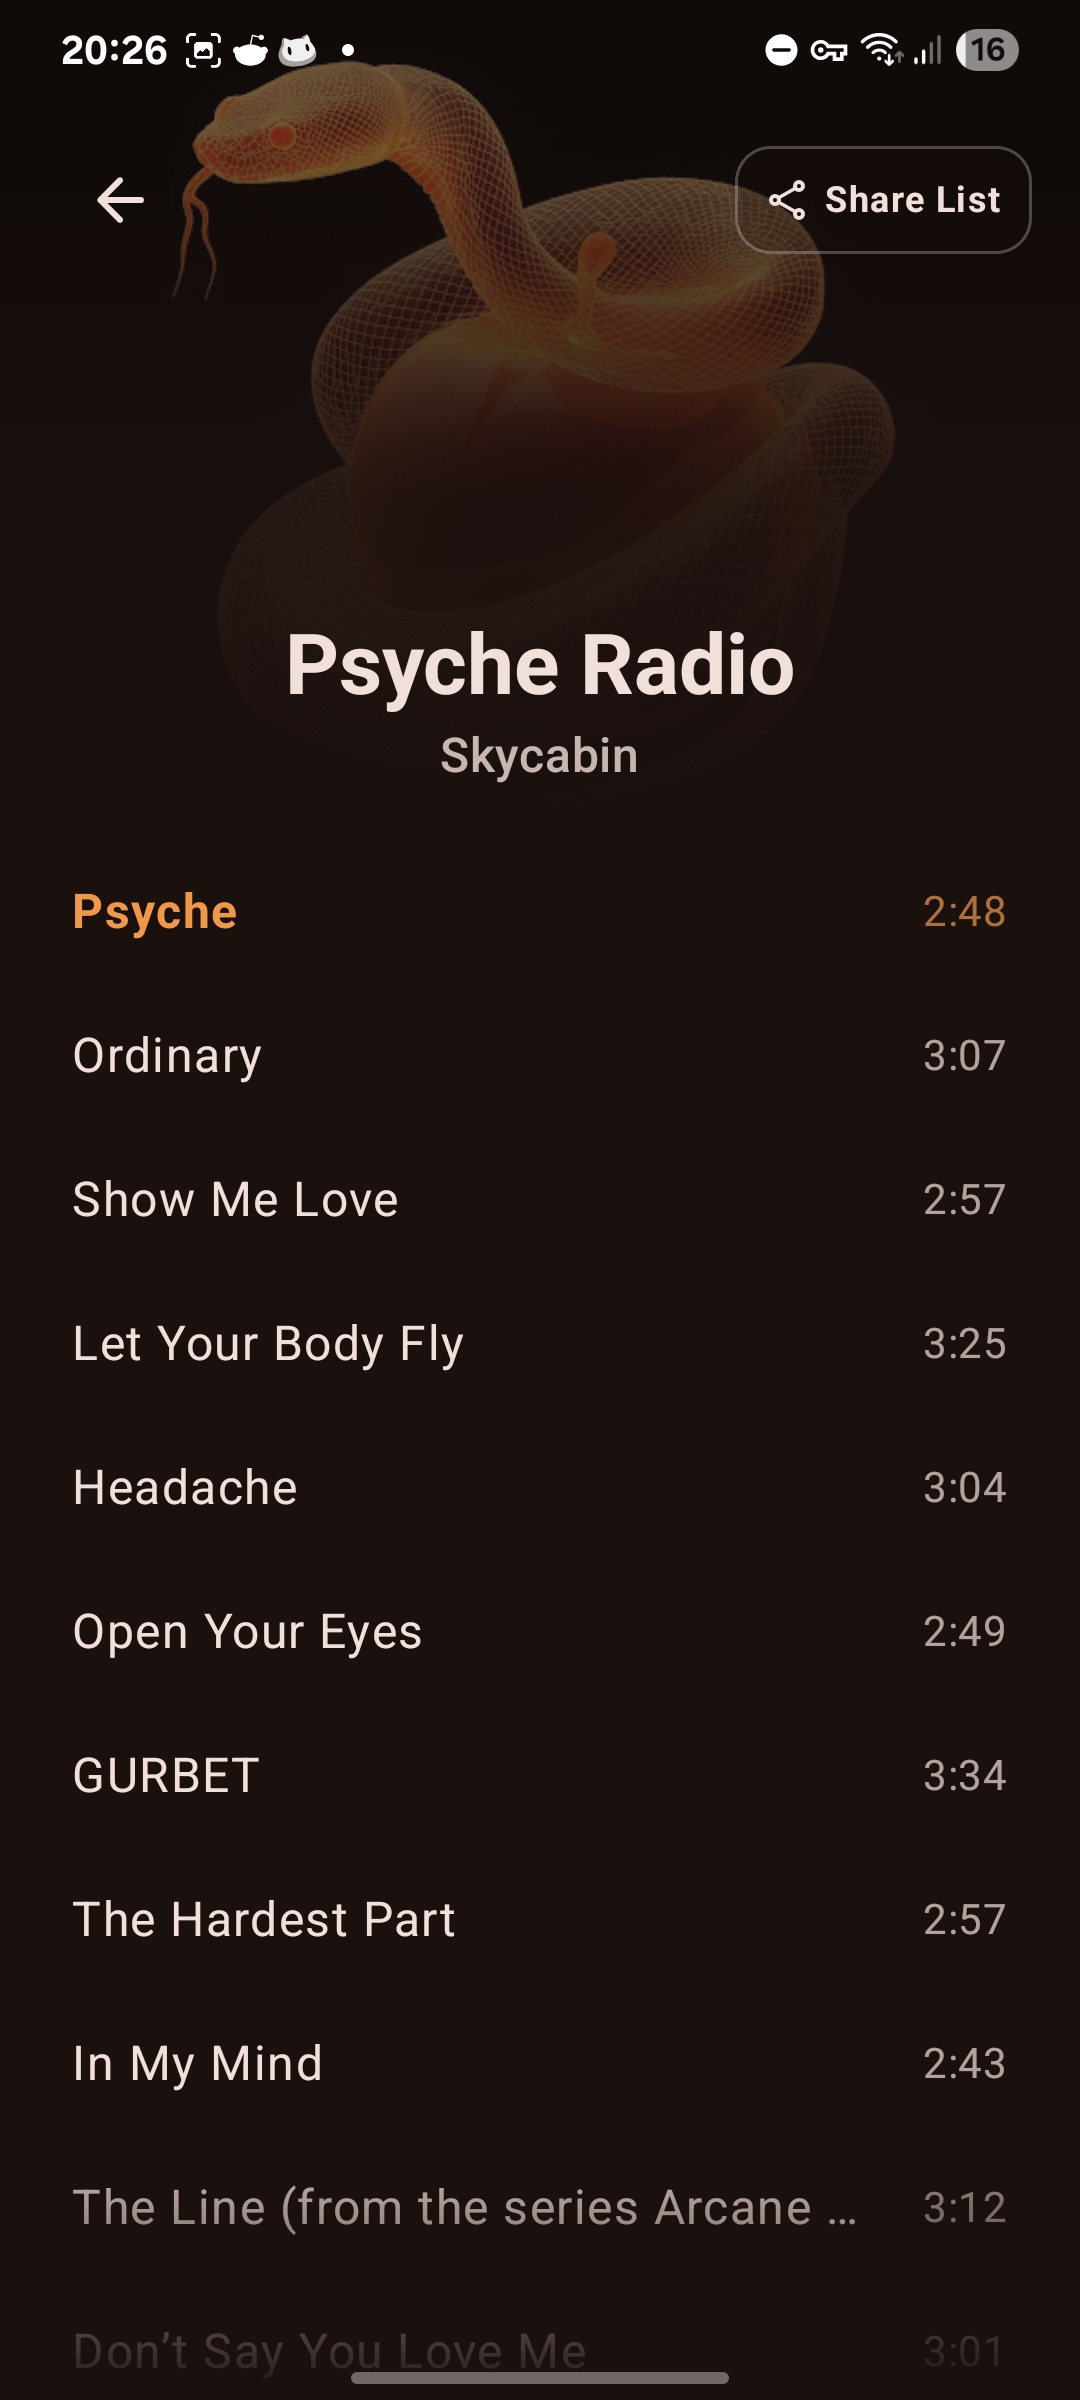 20:26
16
Share List
Psyche Radio
Skycabin
Psyche 2:48
Ordinary 3:07
Show Me Love 2:57
Let Your Body Fly 3:25
Headache 3:04
Open Your Eyes 2:49
GURBET 3:34
The Hardest Part 2:57
In My Mind 2:43
The Line (from the series Arcane ... 3:12
Don’t Say You Love Me 3:01